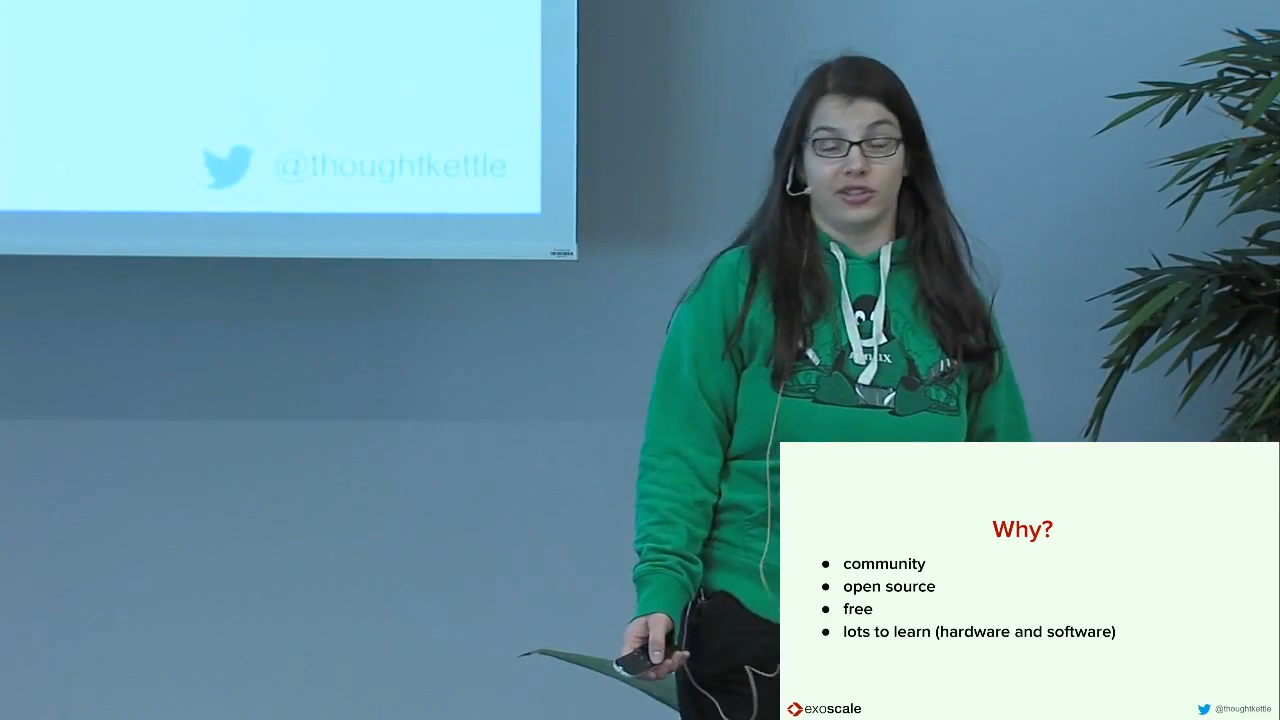 @thoughtkettle
Why?
● community
● open source
● free
● lots to learn (hardware and software)
exoscale
@thoughtkettle